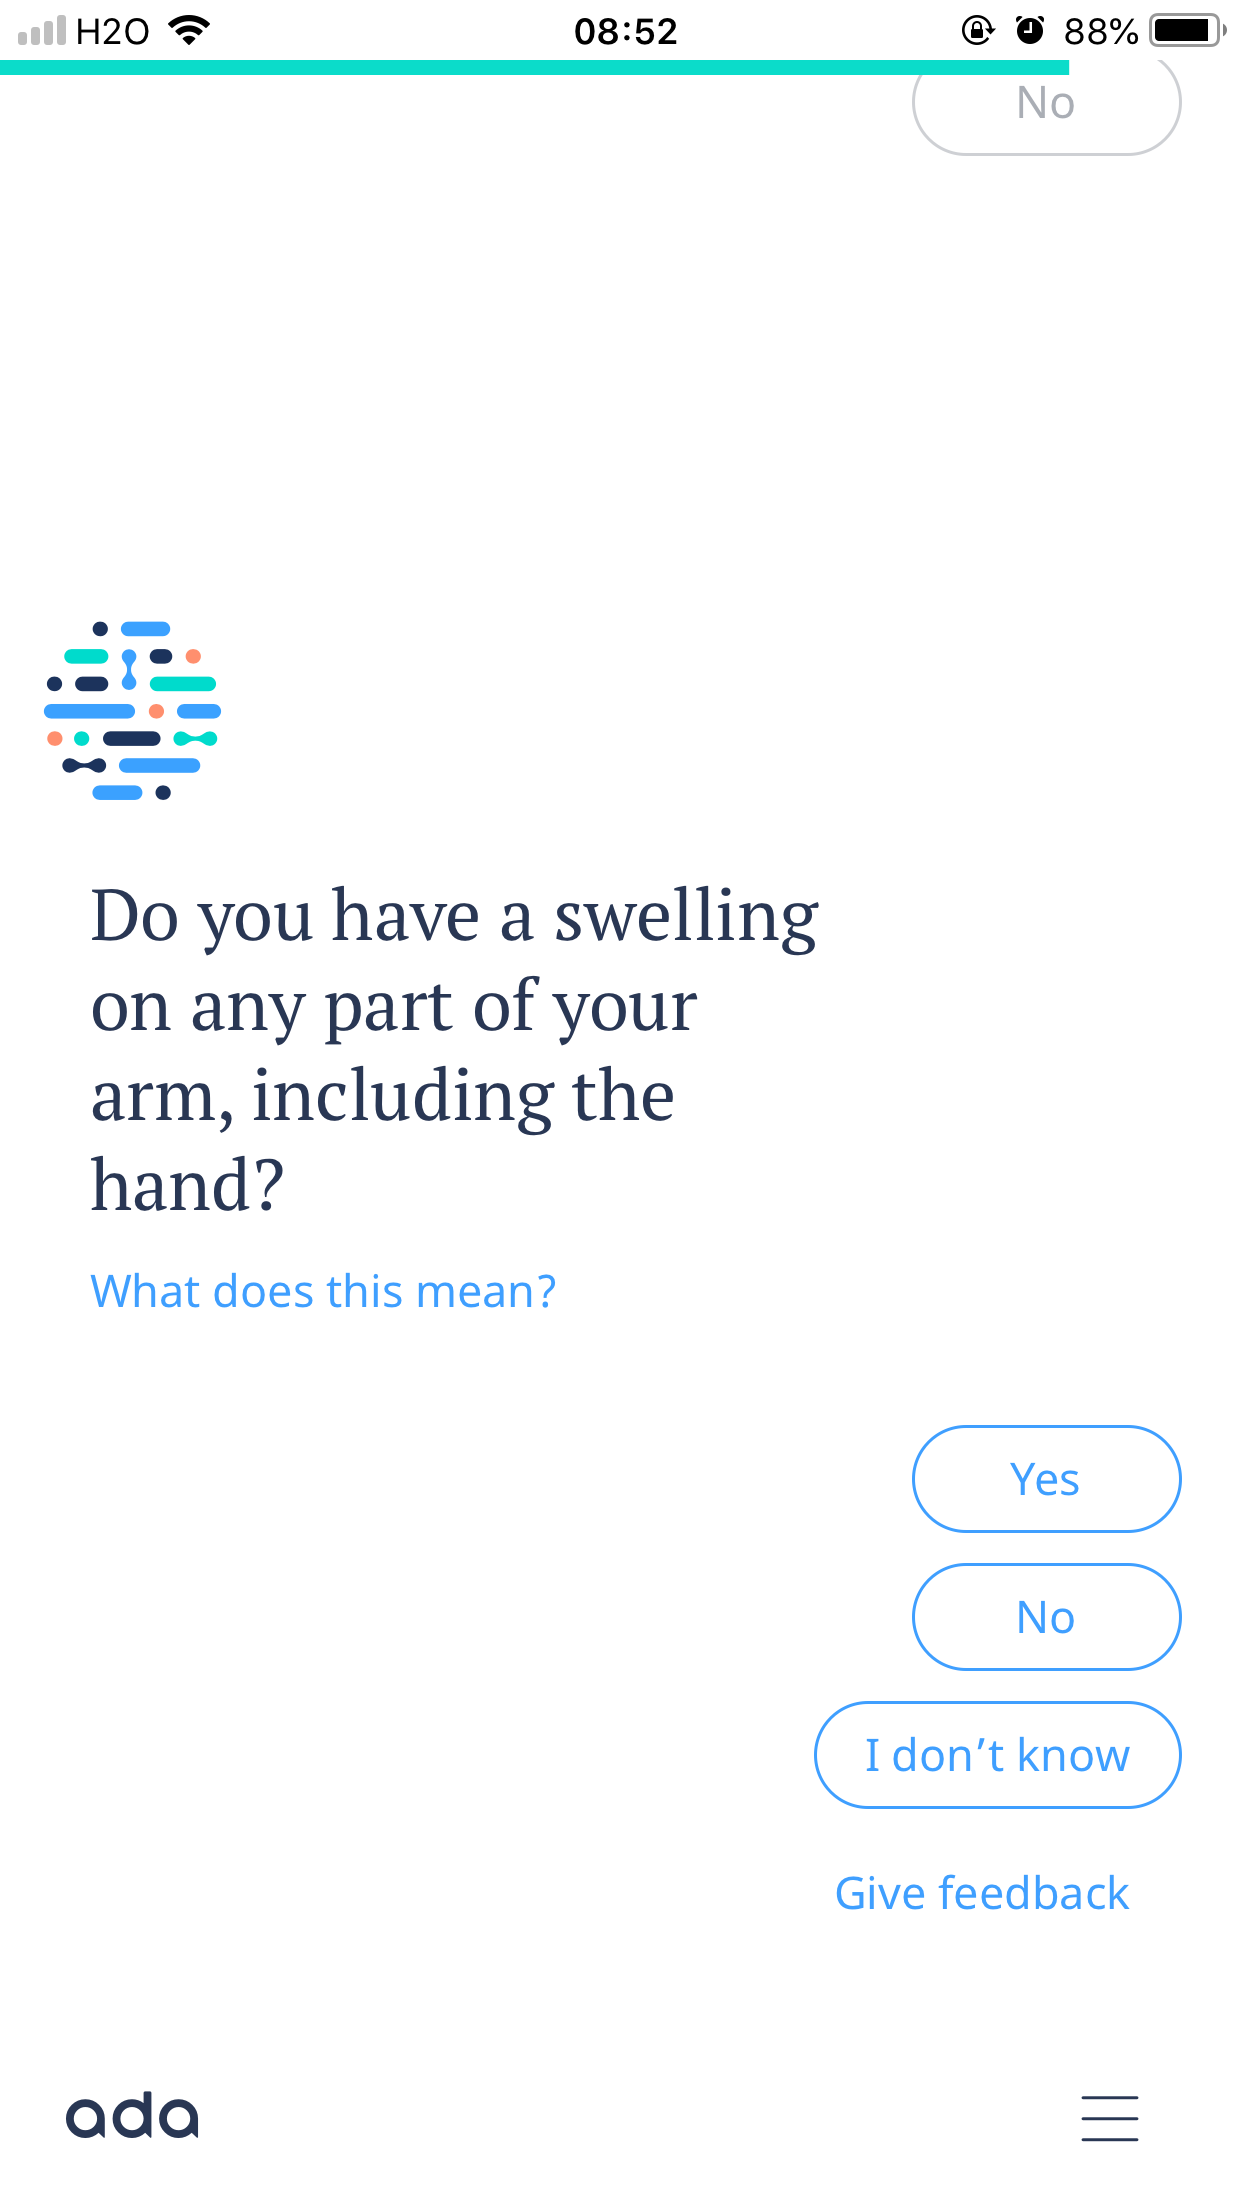 H2O 08:52 88%
No
Do you have a swelling
on any part of your
arm, including the
hand?
What does this mean?
Yes
No
I don’t know
Give feedback
ada